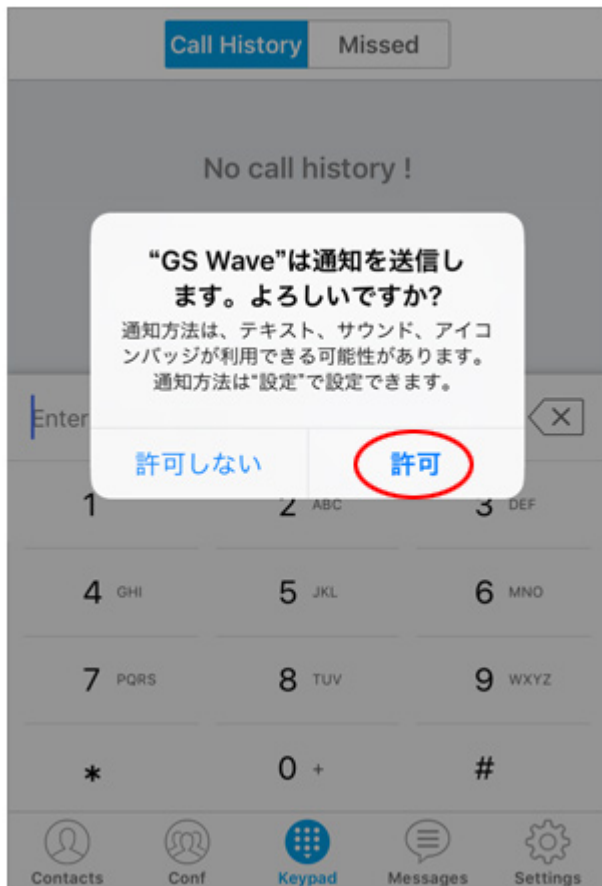 Call History Missed
No call history !
“GS Wave”は通知を送信し
ます。よろしいですか?
通知方法は、テキスト、サウンド、アイコ
ンバッジが利用できる可能性があります。
通知方法は“設定”で設定できます。
Enter
許可しない 許可
1 2 ABC 3 DEF
4 GHI 5 JKL 6 MNO
7 PQRS 8 TUV 9 WXYZ
* 0 + #
Contacts Conf Keypad Messages Settings